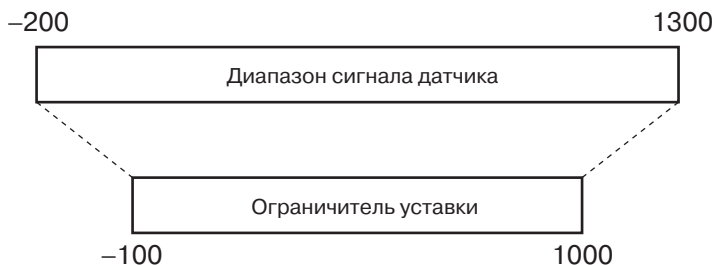 –200 1300
Диапазон сигнала датчика
Ограничитель уставки
–100 1000